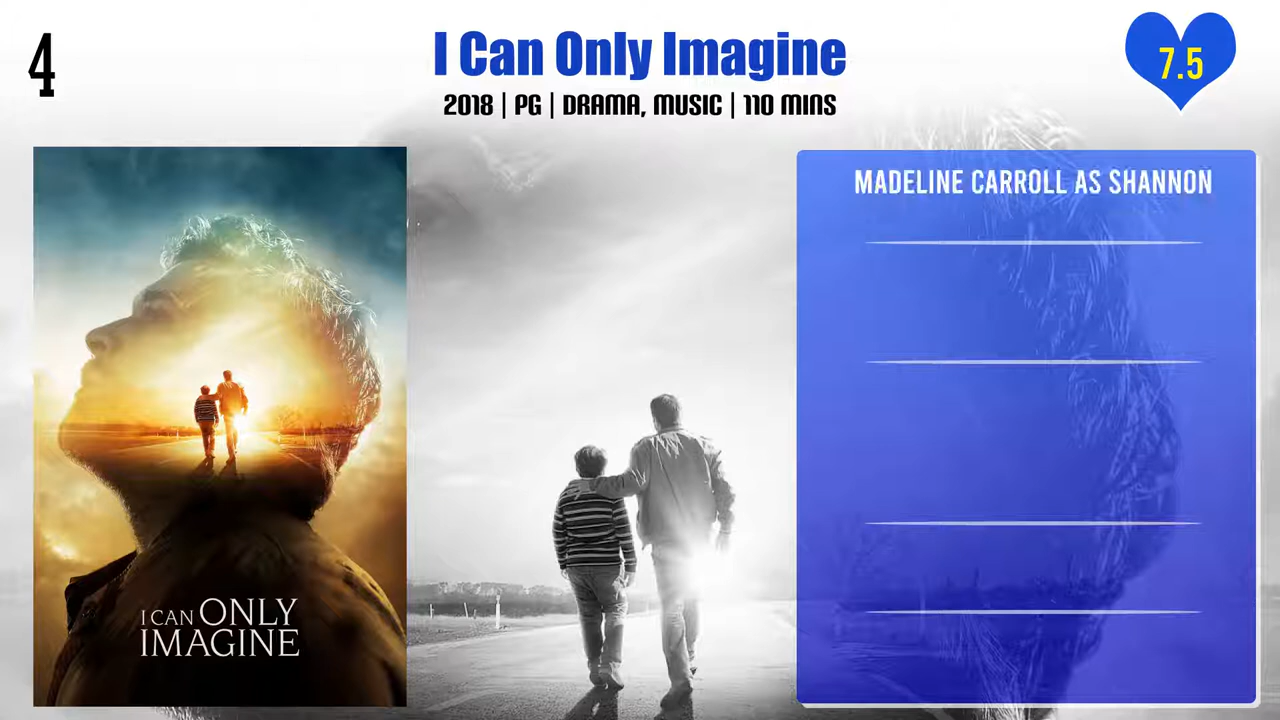 4
I Can Only Imagine
7.5
2018 | PG | DRAMA, MUSIC | 110 MINS
MADELINE CARROLL AS SHANNON
I CAN ONLY
IMAGINE